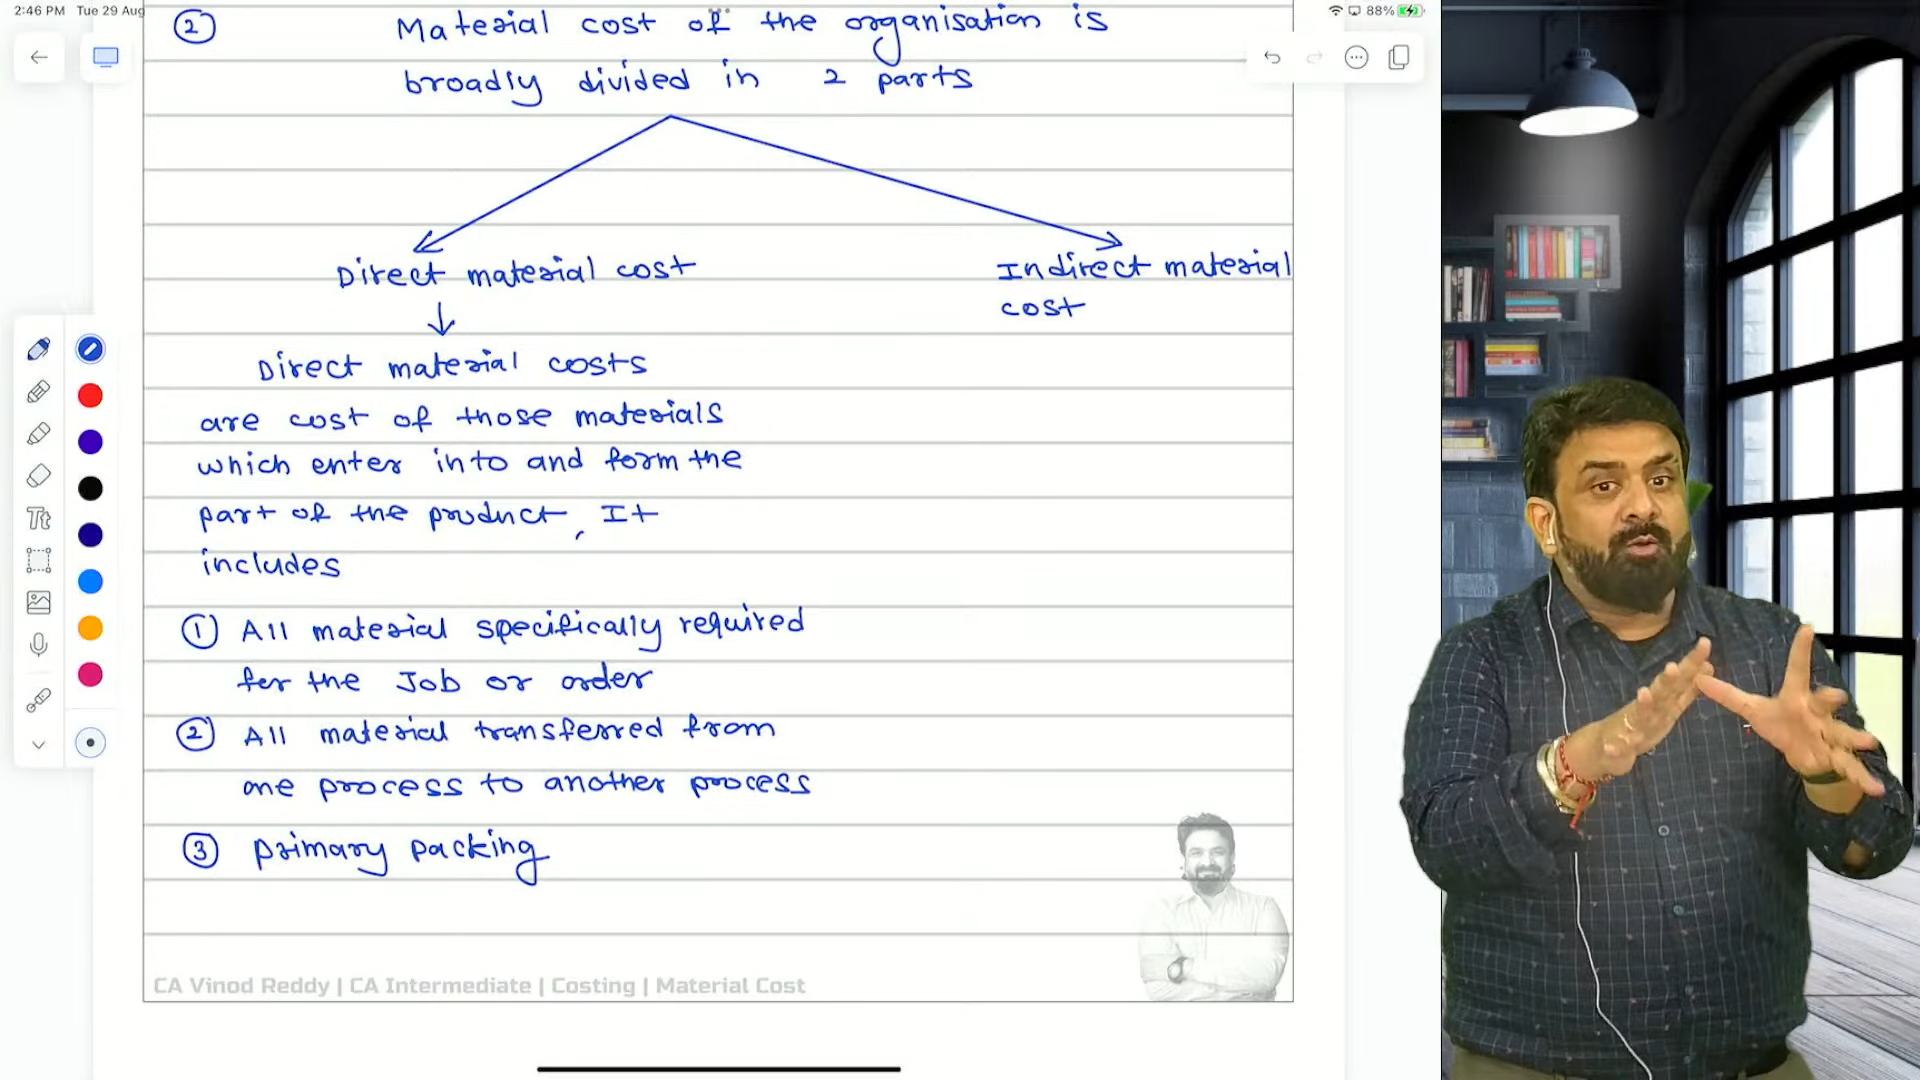 2:46 PM Tue 29 Aug
88%
② Material cost of the organisation is
broadly divided in 2 parts
Direct material cost
Indirect material
cost
Direct material costs
are cost of those materials
which enter into and form the
part of the product, It
includes
① All material specifically required
for the Job or order
② All material transferred from
one process to another process
③ primary packing
Tt
CA Vinod Reddy | CA Intermediate | Costing | Material Cost